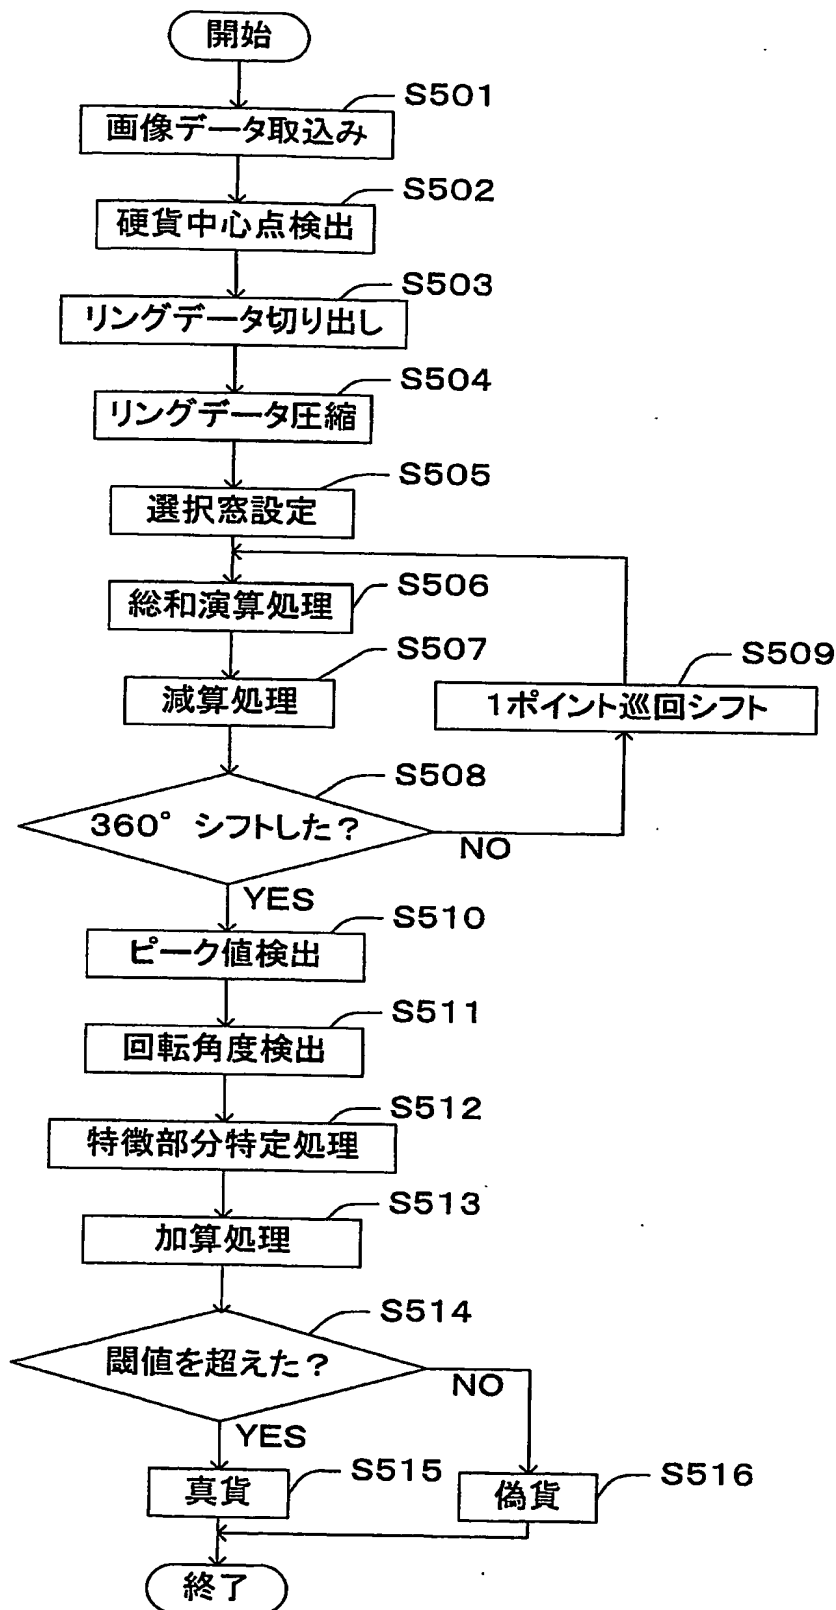 開始
S501
画像データ取込み
S502
硬貨中心点検出
S503
リングデータ切り出し
S504
リングデータ圧縮
S505
選択窓設定
S506
総和演算処理
S507
減算処理
S509
1ポイント巡回シフト
S508
360° シフトした?
NO
YES
S510
ピーク値検出
S511
回転角度検出
S512
特徴部分特定処理
S513
加算処理
S514
閾値を超えた?
NO
YES
S515
真貨
S516
偽貨
終了